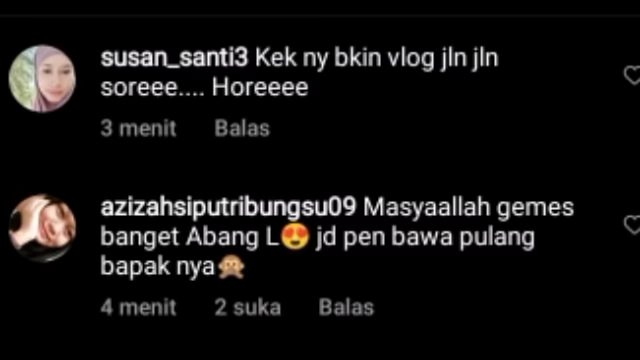 susan_santi3 Kek ny bkin vlog jln jln
soreee.... Horeeee
3 menit Balas
azizahsiputribungsu09 Masyaallah gemes
banget Abang L😍 jd pen bawa pulang
bapak nya🙊
4 menit 2 suka Balas